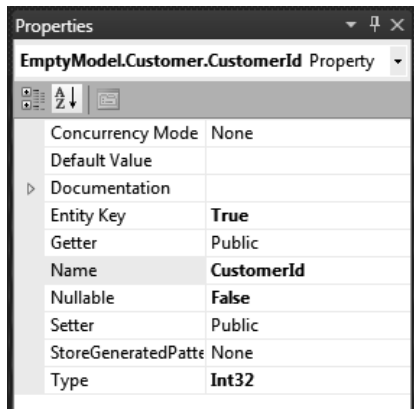 Properties
EmptyModel.Customer.CustomerId Property
Concurrency Mode None
Default Value
Documentation
Entity Key True
Getter Public
Name CustomerId
Nullable False
Setter Public
StoreGeneratedPatte None
Type Int32